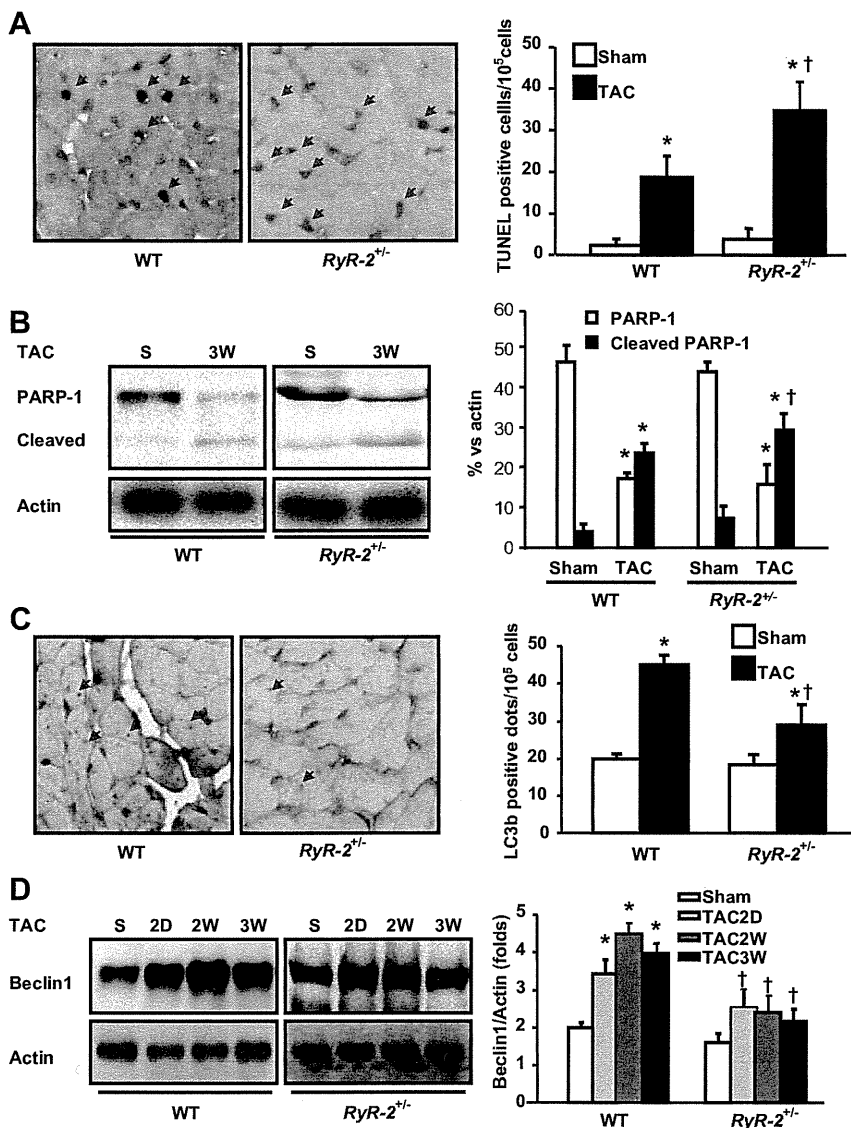 A
WT
RyR-2+/-
TUNEL positive cellls/10⁵cells
50
40
30
20
10
0
Sham
TAC
*
* †
WT
RyR-2+/-
B
TAC S 3W S 3W
PARP-1
Cleaved
Actin
WT
RyR-2+/-
% vs actin
60
50
40
30
20
10
0
PARP-1
Cleaved PARP-1
* *
* * †
Sham TAC Sham TAC
WT
RyR-2+/-
C
WT
RyR-2+/-
LC3b positive dots/10⁵ cells
50
40
30
20
10
0
Sham
TAC
*
*†
WT
RyR-2+/-
D
TAC S 2D 2W 3W S 2D 2W 3W
Beclin1
Actin
WT
RyR-2+/-
Beclin1/Actin (folds)
5
4
3
2
1
0
Sham
TAC2D
TAC2W
TAC3W
* * *
† † †
WT
RyR-2+/-